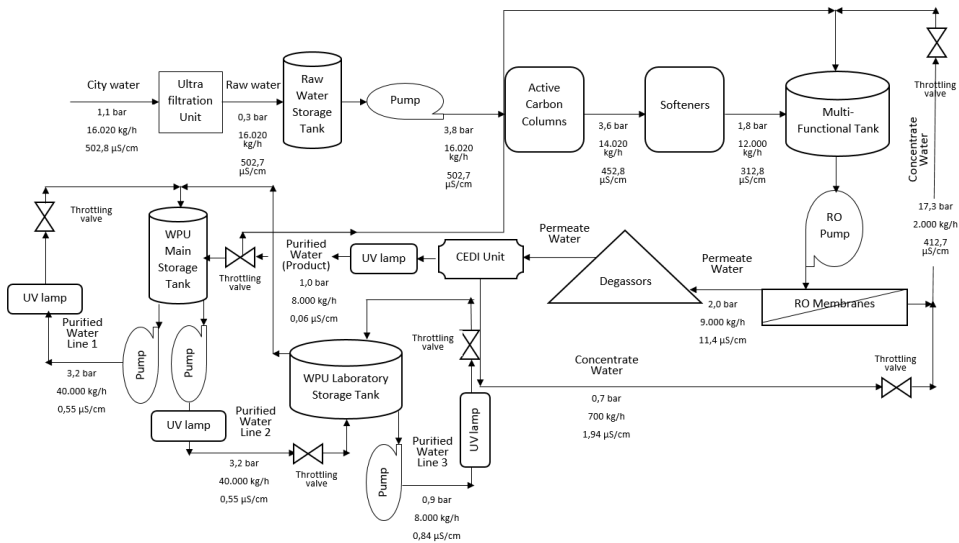 City water
1,1 bar
16.020 kg/h
502,8 µS/cm
Ultra
filtration
Unit
Raw water
0,3 bar
16.020
kg/h
502,7
µS/cm
Raw
Water
Storage
Tank
Pump
3,8 bar
16.020
kg/h
502,7
µS/cm
Active
Carbon
Columns
3,6 bar
14.020
kg/h
452,8
µS/cm
Softeners
1,8 bar
12.000
kg/h
312,8
µS/cm
Multi-
Functional Tank
Throttling
valve
Concentrate
Water
17,3 bar
2.000 kg/h
412,7
µS/cm
RO
Pump
RO Membranes
Permeate
Water
2,0 bar
9.000 kg/h
11,4 µS/cm
Degassors
Permeate
Water
CEDI Unit
UV lamp
Purified
Water
(Product)
1,0 bar
8.000 kg/h
0,06 µS/cm
Throttling
valve
WPU
Main
Storage
Tank
Throttling
valve
UV lamp
Purified
Water
Line 1
3,2 bar
40.000 kg/h
0,55 µS/cm
Pump
Pump
UV lamp
Purified
Water
Line 2
3,2 bar
40.000 kg/h
0,55 µS/cm
Throttling
valve
WPU Laboratory
Storage Tank
Throttling
valve
Pump
Purified
Water
Line 3
UV lamp
0,9 bar
8.000 kg/h
0,84 µS/cm
Concentrate
Water
0,7 bar
700 kg/h
1,94 µS/cm
Throttling
valve